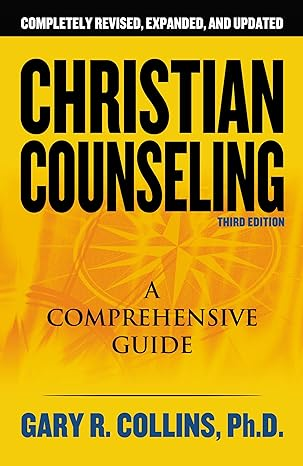 COMPLETELY REVISED, EXPANDED, AND UPDATED
CHRISTIAN
COUNSELING
THIRD EDITION
A
COMPREHENSIVE
GUIDE
GARY R. COLLINS, Ph.D.